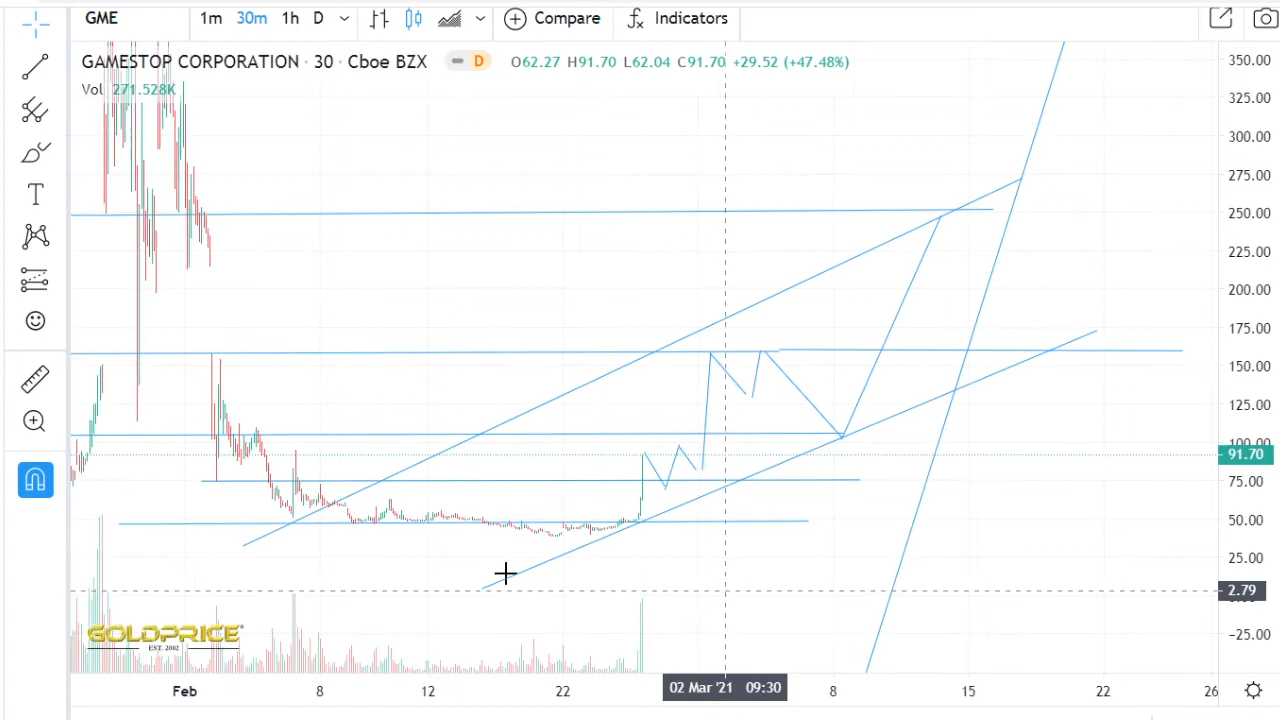 GME 1m 30m 1h D Compare Indicators
GAMESTOP CORPORATION · 30 · Cboe BZX D O62.27 H91.70 L62.04 C91.70 +29.52 (+47.48%)
Vol 271.528K
350.00
325.00
300.00
275.00
250.00
225.00
200.00
175.00
150.00
125.00
100.00
91.70
75.00
50.00
25.00
2.79
−25.00
GOLDPRICE
EST. 2002
Feb 8 12 22 02 Mar '21 09:30 8 15 22 26